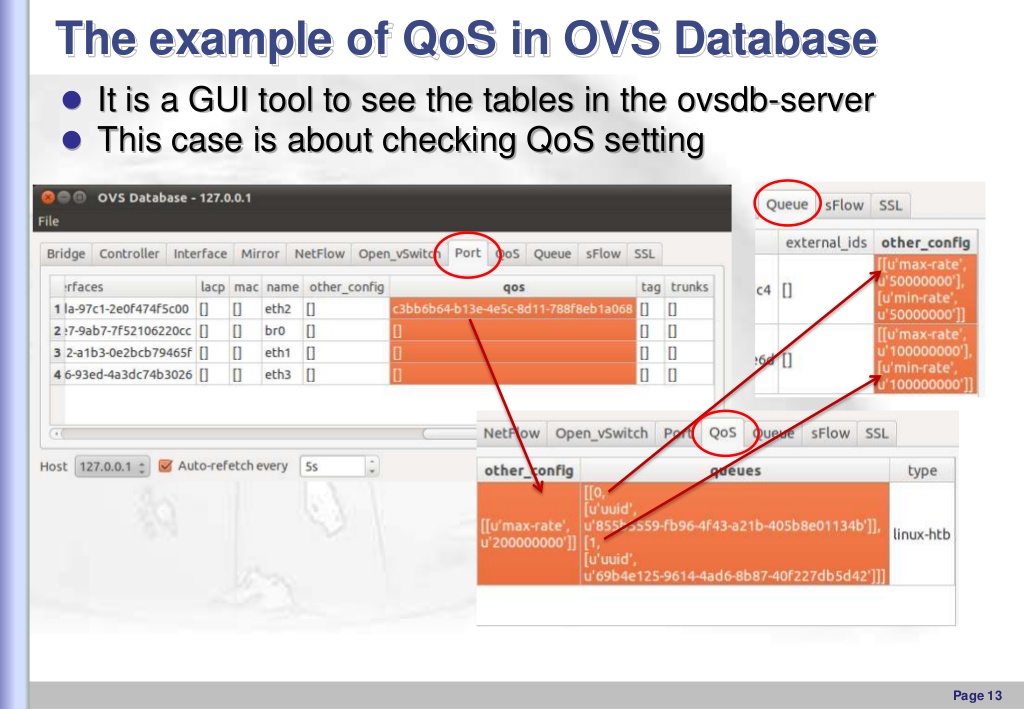 The example of QoS in OVS Database
It is a GUI tool to see the tables in the ovsdb-server
This case is about checking QoS setting
OVS Database - 127.0.0.1
File
Bridge Controller Interface Mirror NetFlow Open_vSwitch Port QoS Queue sFlow SSL
rfaces lacp mac name other_config qos tag trunks
1 la-97c1-2e0f474f5c00 [] [] eth2 [] c3bb6b64-b13e-4e5c-8d11-788f8eb1a068 [] []
2 :7-9ab7-7f52106220cc [] [] br0 [] [] [] []
3 2-a1b3-0e2bcb79465f [] [] eth1 [] [] [] []
4 6-93ed-4a3dc74b3026 [] [] eth3 [] [] [] []
Host 127.0.0.1 Auto-refetch every 5s
Queue sFlow SSL
external_ids other_config
c4 [] [[u'max-rate',
u'50000000'],
[u'min-rate',
u'50000000']]
[] [[u'max-rate',
u'100000000'],
[u'min-rate',
u'100000000']]
NetFlow Open_vSwitch Port QoS Queue sFlow SSL
other_config queues type
[[u'max-rate',
u'200000000']]
[[0,
[u'uuid',
-fb96-4f43-a21b-405b8e01134b']],
[1,
[u'uuid',
u'69b4e125-9614-4ad6-8b87-40f227db5d42']]]
linux-htb
Page 13